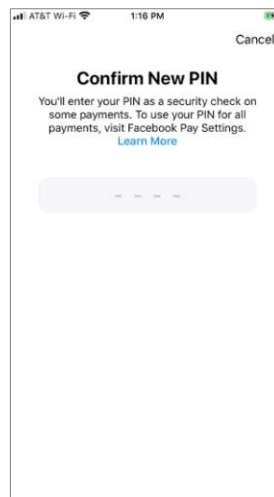 AT&T Wi-Fi 1:16 PM
Cancel
Confirm New PIN
You'll enter your PIN as a security check on
some payments. To use your PIN for all
payments, visit Facebook Pay Settings.
Learn More
– – – –